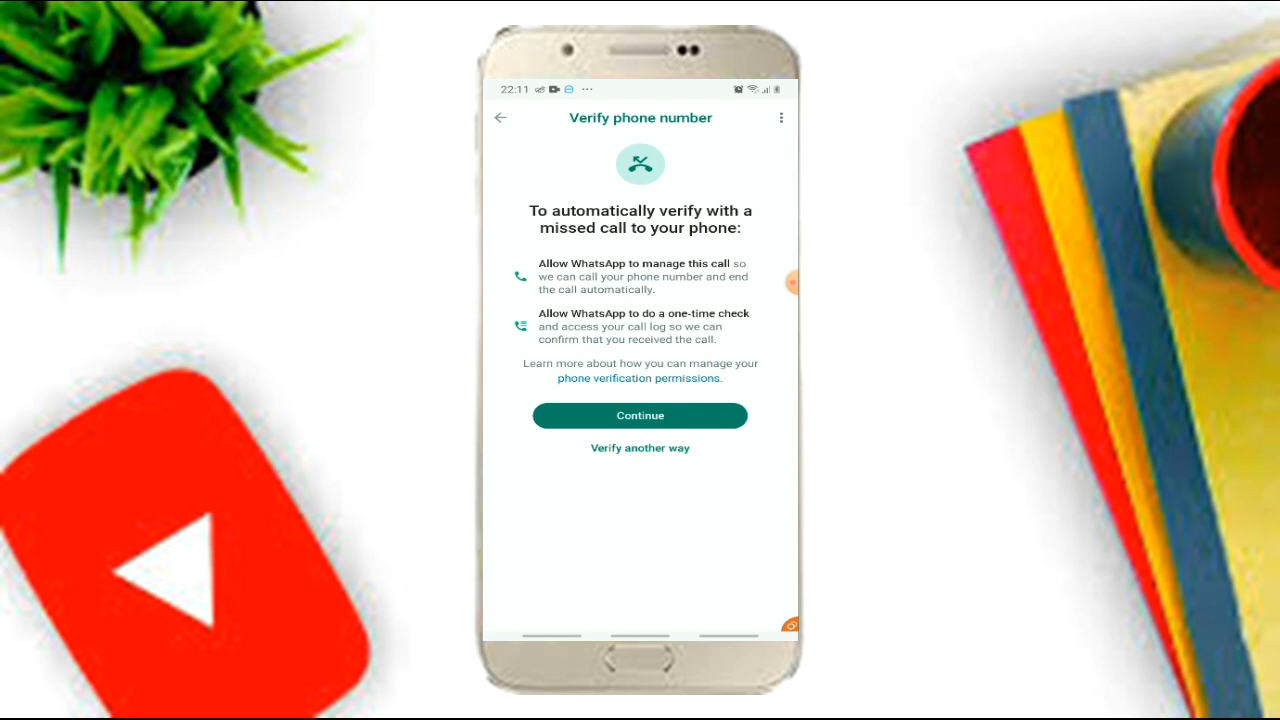 22:11
Verify phone number
To automatically verify with a
missed call to your phone:
Allow WhatsApp to manage this call so
we can call your phone number and end
the call automatically.
Allow WhatsApp to do a one-time check
and access your call log so we can
confirm that you received the call.
Learn more about how you can manage your
phone verification permissions.
Continue
Verify another way